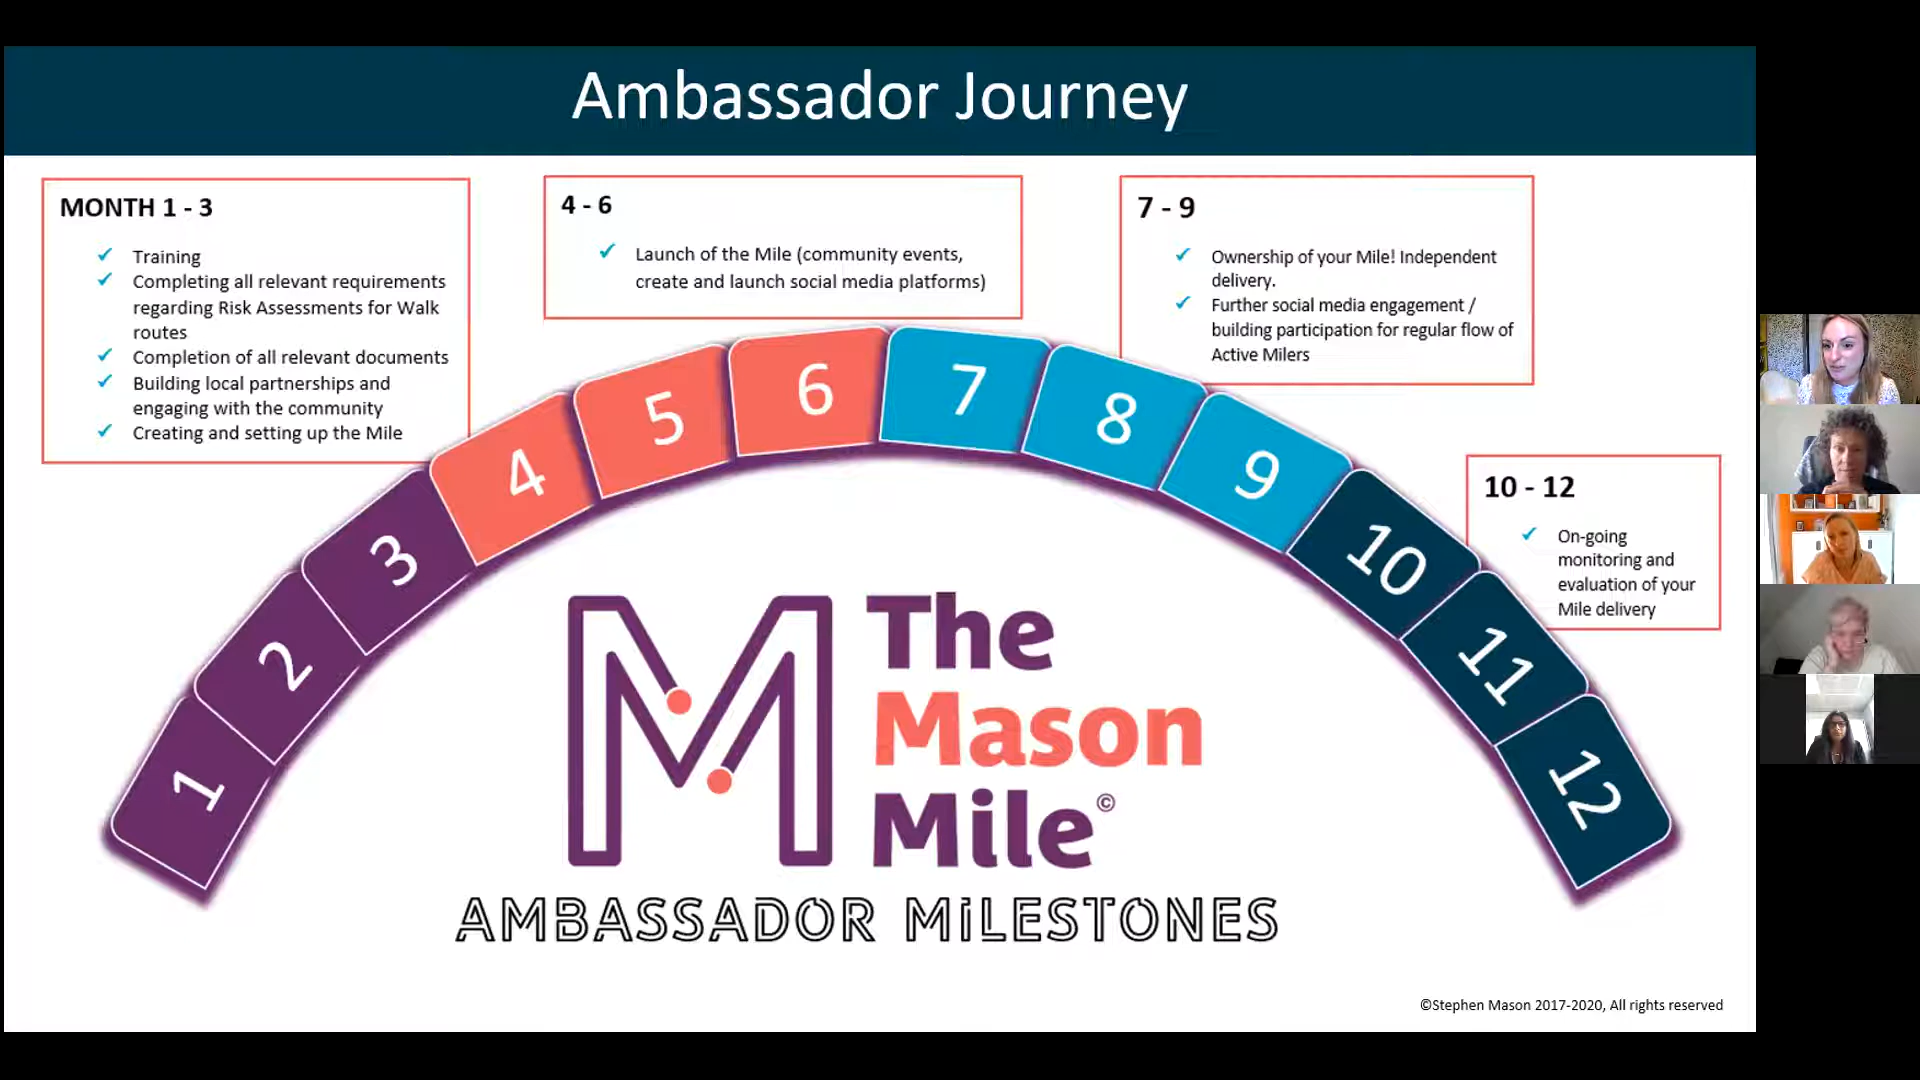 Ambassador Journey
MONTH 1 - 3
✓ Training
✓ Completing all relevant requirements
regarding Risk Assessments for Walk
routes
✓ Completion of all relevant documents
✓ Building local partnerships and
engaging with the community
✓ Creating and setting up the Mile
4 - 6
✓ Launch of the Mile (community events,
create and launch social media platforms)
7 - 9
✓ Ownership of your Mile! Independent
delivery.
✓ Further social media engagement /
building participation for regular flow of
Active Milers
10 - 12
✓ On-going
monitoring and
evaluation of your
Mile delivery
1
2
3
4
5
6
7
8
9
10
11
12
M
The
Mason
Mile©
AMBASSADOR MiLESTONES
©Stephen Mason 2017-2020, All rights reserved